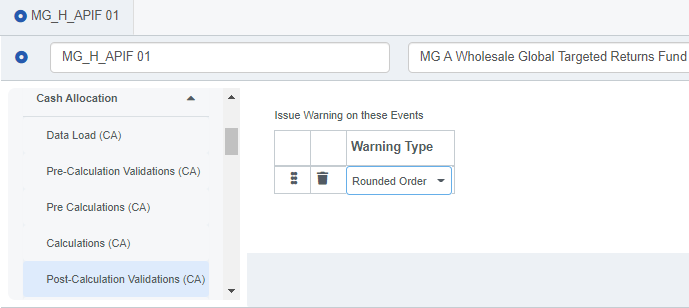 MG_H_APIF 01
MG_H_APIF 01
MG A Wholesale Global Targeted Returns Fund
Cash Allocation
Data Load (CA)
Pre-Calculation Validations (CA)
Pre Calculations (CA)
Calculations (CA)
Post-Calculation Validations (CA)
Issue Warning on these Events
Warning Type
Rounded Order